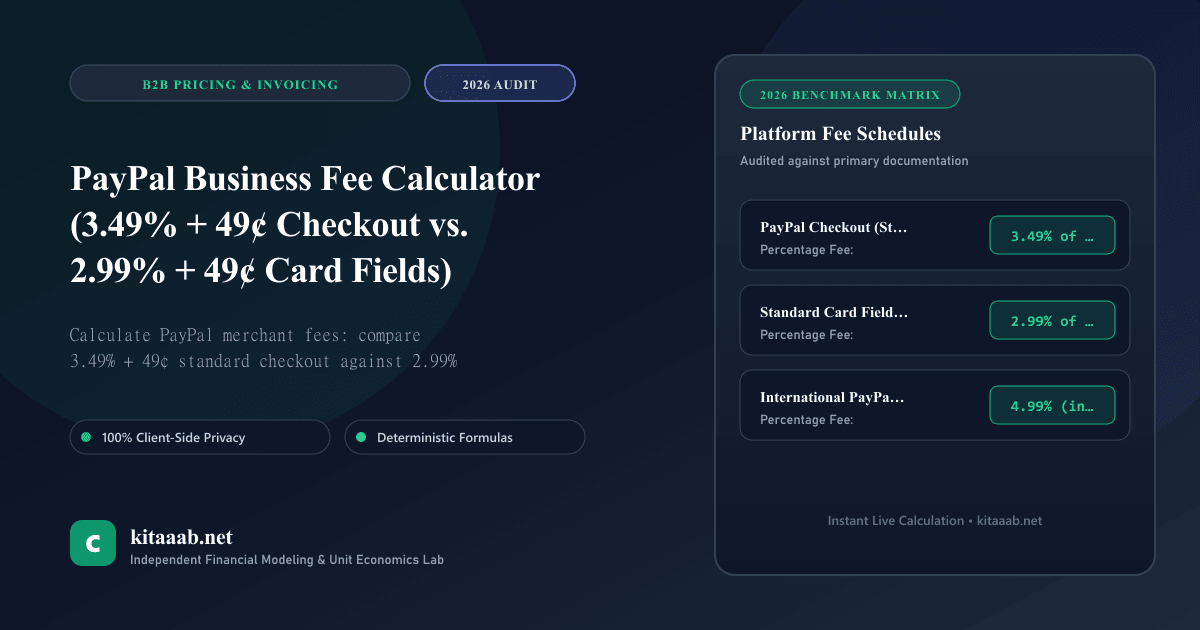 B2B PRICING & INVOICING
2026 AUDIT
PayPal Business Fee Calculator
(3.49% + 49¢ Checkout vs.
2.99% + 49¢ Card Fields)
Calculate PayPal merchant fees: compare
3.49% + 49¢ standard checkout against 2.99%
100% Client-Side Privacy
Deterministic Formulas
C
kitaaab.net
Independent Financial Modeling & Unit Economics Lab
2026 BENCHMARK MATRIX
Platform Fee Schedules
Audited against primary documentation
PayPal Checkout (St…
Percentage Fee:
3.49% of …
Standard Card Field…
Percentage Fee:
2.99% of …
International PayPa…
Percentage Fee:
4.99% (in…
Instant Live Calculation • kitaaab.net